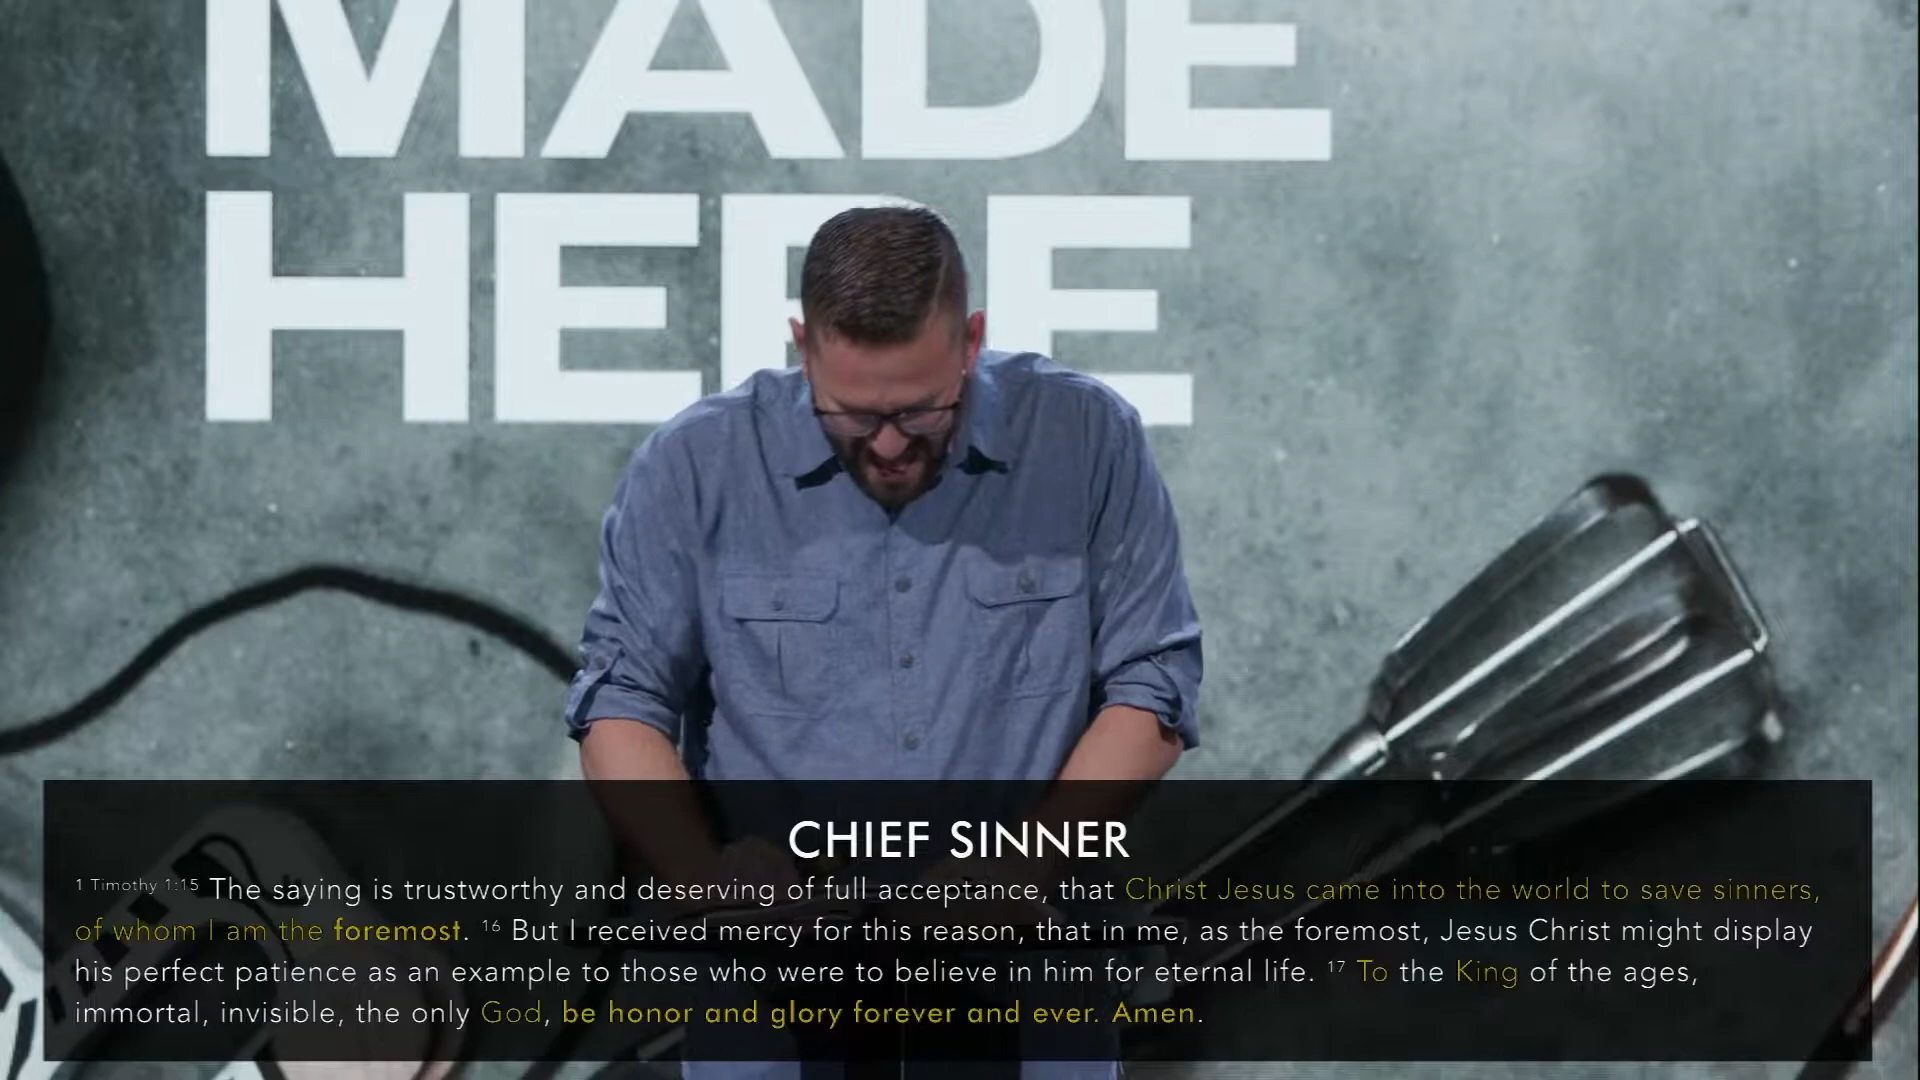 MADE
HERE
CHIEF SINNER
1 Timothy 1:15 The saying is trustworthy and deserving of full acceptance, that Christ Jesus came into the world to save sinners,
of whom I am the foremost. 16 But I received mercy for this reason, that in me, as the foremost, Jesus Christ might display
his perfect patience as an example to those who were to believe in him for eternal life. 17 To the King of the ages,
immortal, invisible, the only God, be honor and glory forever and ever. Amen.